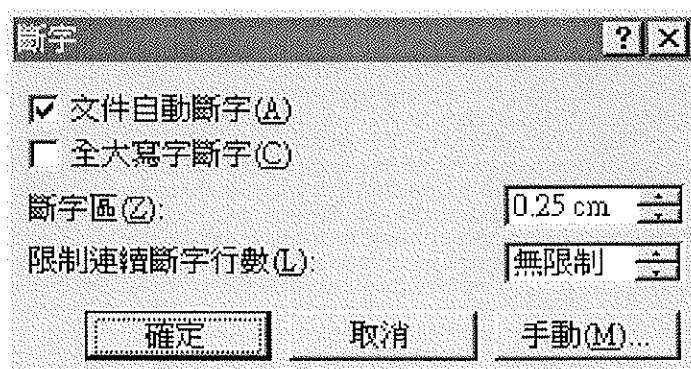 斷字
文件自動斷字(A)
全大寫字斷字(C)
斷字區(Z): 0.25 cm
限制連續斷字行數(L): 無限制
確定 取消 手動(M)...